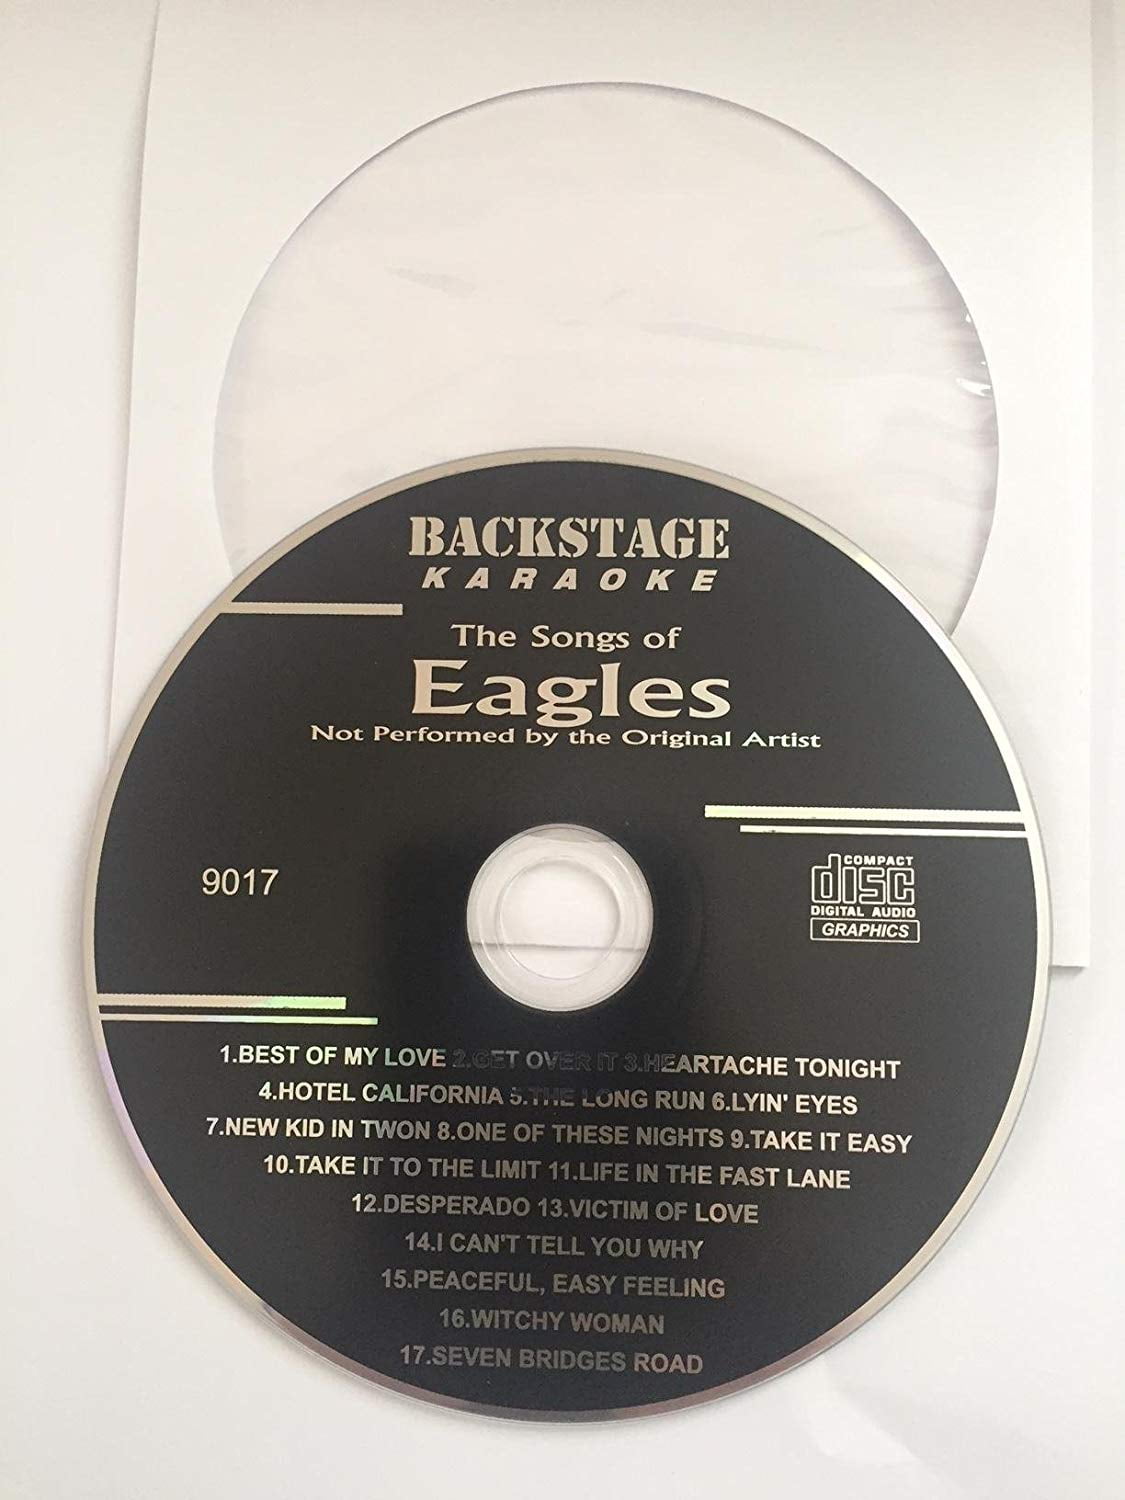 BACKSTAGE
KARAOKE
The Songs of
Eagles
Not Performed by the Original Artist
9017
COMPACT
disc
DIGITAL AUDIO
GRAPHICS
1.BEST OF MY LOVE 2.GET OVER IT 3.HEARTACHE TONIGHT
4.HOTEL CALIFORNIA 5.THE LONG RUN 6.LYIN' EYES
7.NEW KID IN TWON 8.ONE OF THESE NIGHTS 9.TAKE IT EASY
10.TAKE IT TO THE LIMIT 11.LIFE IN THE FAST LANE
12.DESPERADO 13.VICTIM OF LOVE
14.I CAN'T TELL YOU WHY
15.PEACEFUL, EASY FEELING
16.WITCHY WOMAN
17.SEVEN BRIDGES ROAD